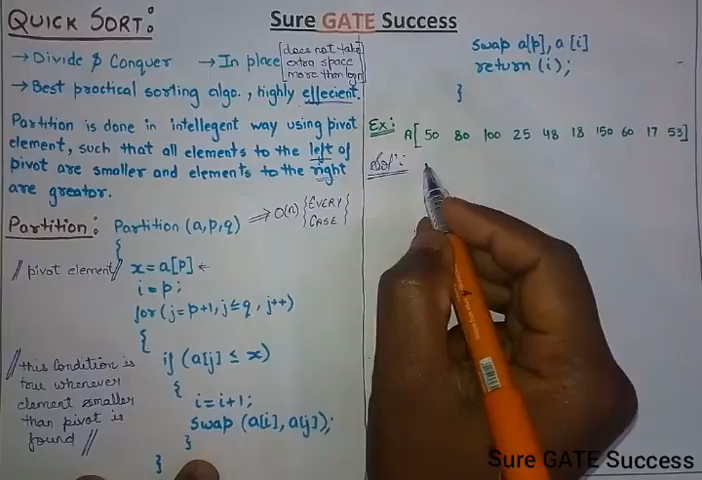 QUICK SORT:
Sure GATE Success
→ Divide & Conquer → In place [does not take
extra space
more than logn]
→ Best practical sorting algo., highly effecient.
Partition is done in intellegent way using pivot
element, such that all elements to the left of
pivot are smaller and elements to the right
are greator.
Partition: Partition (a,p,q) ⇒ O(n) {EVERY
CASE}
{
// pivot element // x = a[p] ←
i = p;
for (j = p+1, j ≤ q, j++)
{
if (a[j] ≤ x)
// this condition is
true whenever
element smaller
than pivot is
found //
{
i = i+1;
swap (a[i], a[j]);
}
}
swap a[p], a[i]
return (i);
}
Ex: A[ 50 80 100 25 48 18 150 60 17 53]
Sol":
Sure GATE Success